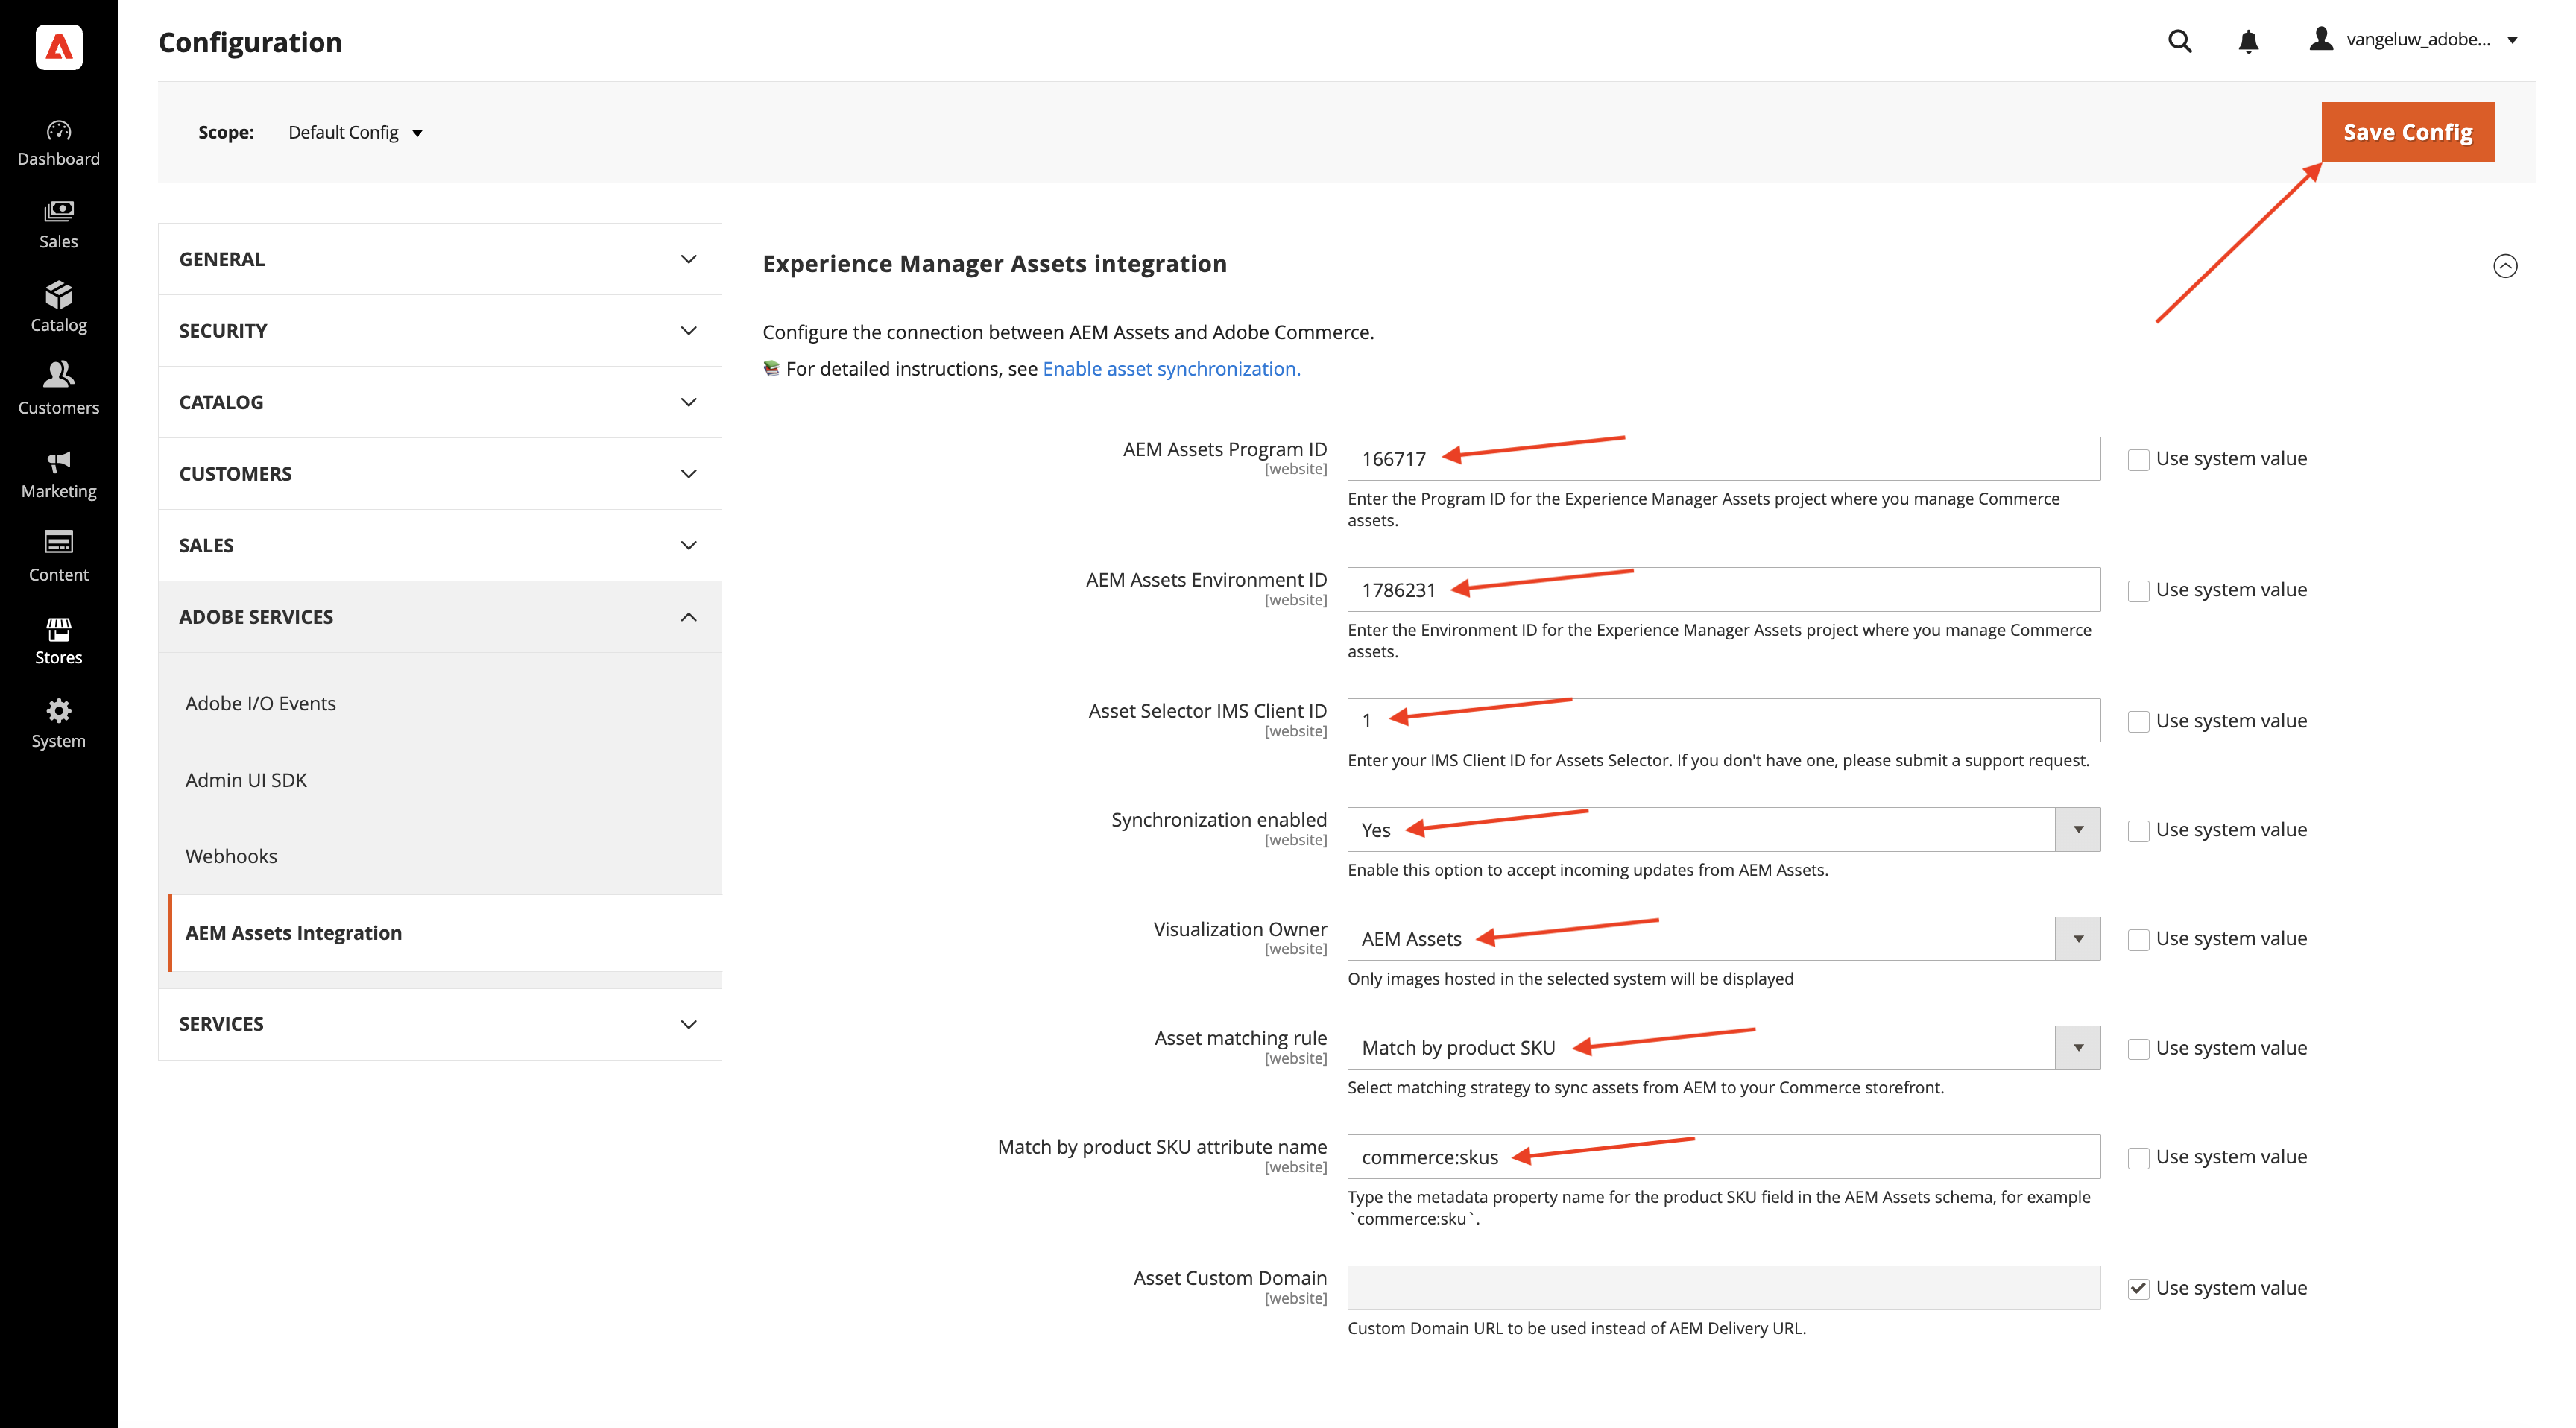 Configuration
vangeluw_adobe...
Scope:
Default Config
Save Config
Dashboard
Sales
Catalog
Customers
Marketing
Content
Stores
System
GENERAL
SECURITY
CATALOG
CUSTOMERS
SALES
ADOBE SERVICES
Adobe I/O Events
Admin UI SDK
Webhooks
AEM Assets Integration
SERVICES
Experience Manager Assets integration
Configure the connection between AEM Assets and Adobe Commerce.
For detailed instructions, see Enable asset synchronization.
AEM Assets Program ID
[website]
166717
Use system value
Enter the Program ID for the Experience Manager Assets project where you manage Commerce
assets.
AEM Assets Environment ID
[website]
1786231
Use system value
Enter the Environment ID for the Experience Manager Assets project where you manage Commerce
assets.
Asset Selector IMS Client ID
[website]
1
Use system value
Enter your IMS Client ID for Assets Selector. If you don't have one, please submit a support request.
Synchronization enabled
[website]
Yes
Use system value
Enable this option to accept incoming updates from AEM Assets.
Visualization Owner
[website]
AEM Assets
Use system value
Only images hosted in the selected system will be displayed
Asset matching rule
[website]
Match by product SKU
Use system value
Select matching strategy to sync assets from AEM to your Commerce storefront.
Match by product SKU attribute name
[website]
commerce:skus
Use system value
Type the metadata property name for the product SKU field in the AEM Assets schema, for example
`commerce:sku`.
Asset Custom Domain
[website]
Use system value
Custom Domain URL to be used instead of AEM Delivery URL.